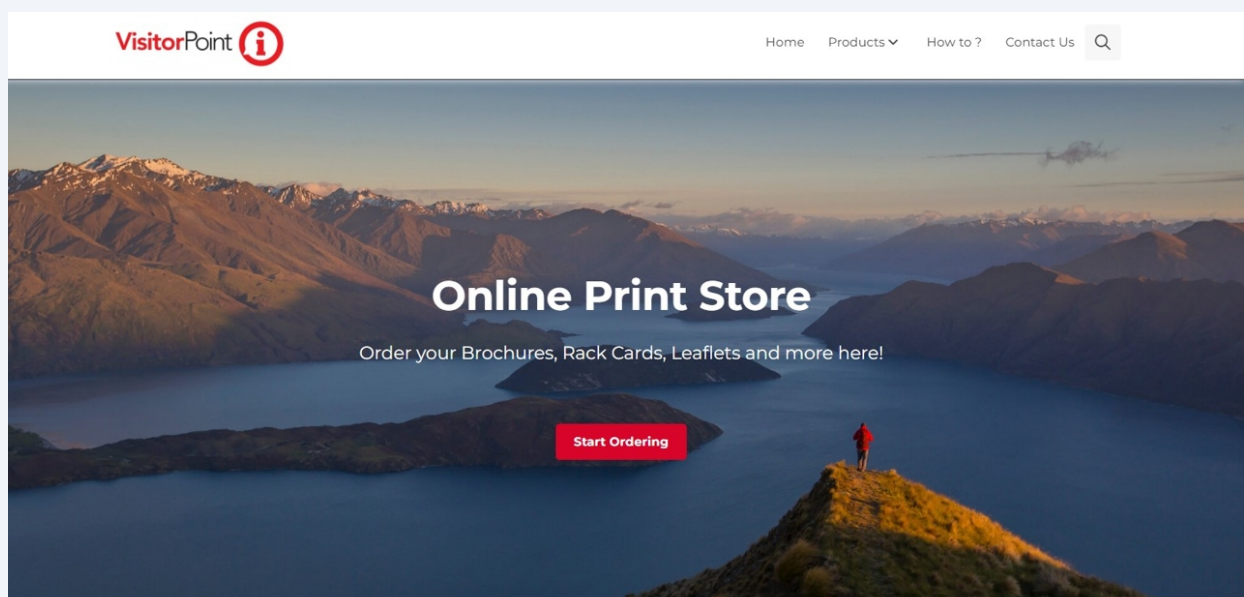 VisitorPoint
Home Products How to ? Contact Us
Online Print Store
Order your Brochures, Rack Cards, Leaflets and more here!
Start Ordering